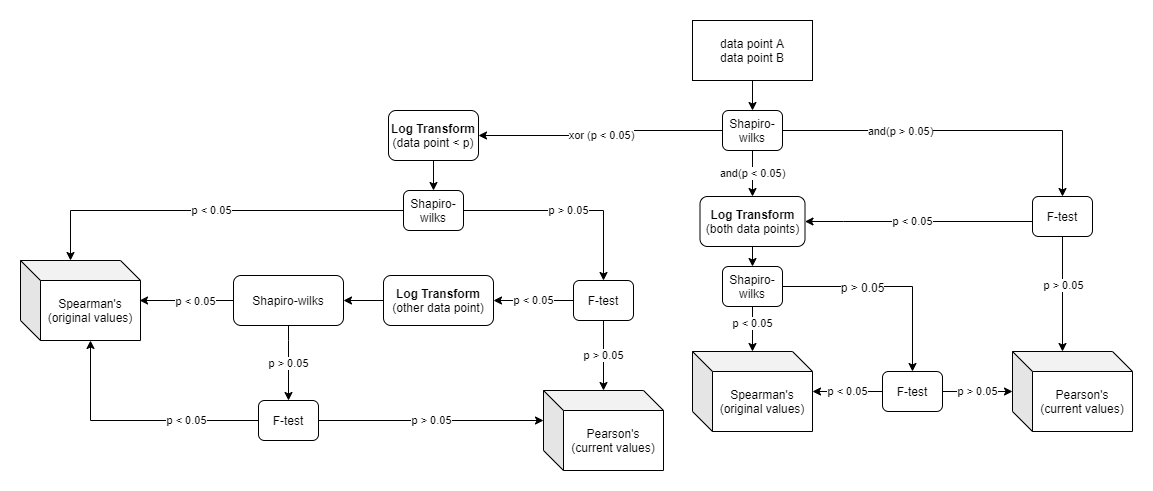 data point A
data point B
Shapiro-
wilks
xor (p < 0.05)
and(p > 0.05)
and(p < 0.05)
Log Transform
(data point < p)
Shapiro-
wilks
p < 0.05
p > 0.05
Spearman's
(original values)
p < 0.05
Shapiro-wilks
Log Transform
(other data point)
p < 0.05
F-test
p > 0.05
p > 0.05
p < 0.05
F-test
p > 0.05
Pearson's
(current values)
Log Transform
(both data points)
p < 0.05
F-test
Shapiro-
wilks
p > 0.05
p > 0.05
p < 0.05
Spearman's
(original values)
p < 0.05
F-test
p > 0.05
Pearson's
(current values)